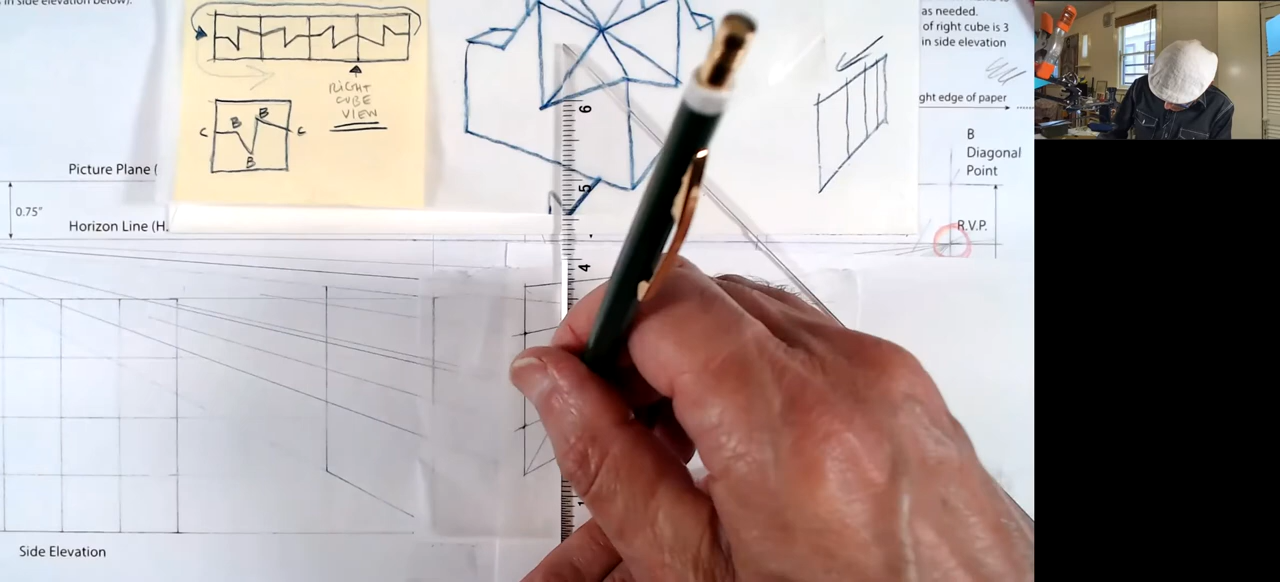 in side elevation below).
as needed.
of right cube is 3
in side elevation
ght edge of paper
RIGHT
CUBE
VIEW
C B B C
B
6
5
4
Picture Plane (
0.75"
Horizon Line (H.
B
Diagonal
Point
R.V.P.
Side Elevation